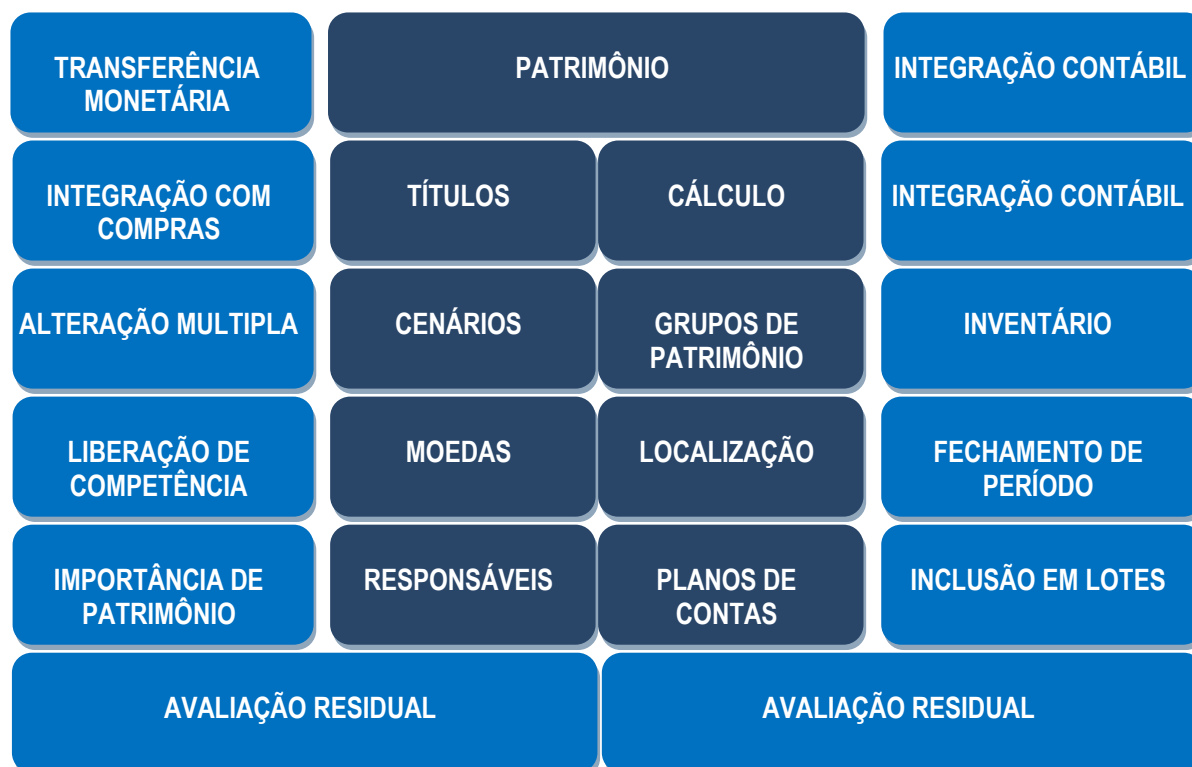 TRANSFERÊNCIA
MONETÁRIA
PATRIMÔNIO
INTEGRAÇÃO CONTÁBIL
INTEGRAÇÃO COM
COMPRAS
TÍTULOS
CÁLCULO
INTEGRAÇÃO CONTÁBIL
ALTERAÇÃO MULTIPLA
CENÁRIOS
GRUPOS DE
PATRIMÔNIO
INVENTÁRIO
LIBERAÇÃO DE
COMPETÊNCIA
MOEDAS
LOCALIZAÇÃO
FECHAMENTO DE
PERÍODO
IMPORTÂNCIA DE
PATRIMÔNIO
RESPONSÁVEIS
PLANOS DE
CONTAS
INCLUSÃO EM LOTES
AVALIAÇÃO RESIDUAL
AVALIAÇÃO RESIDUAL